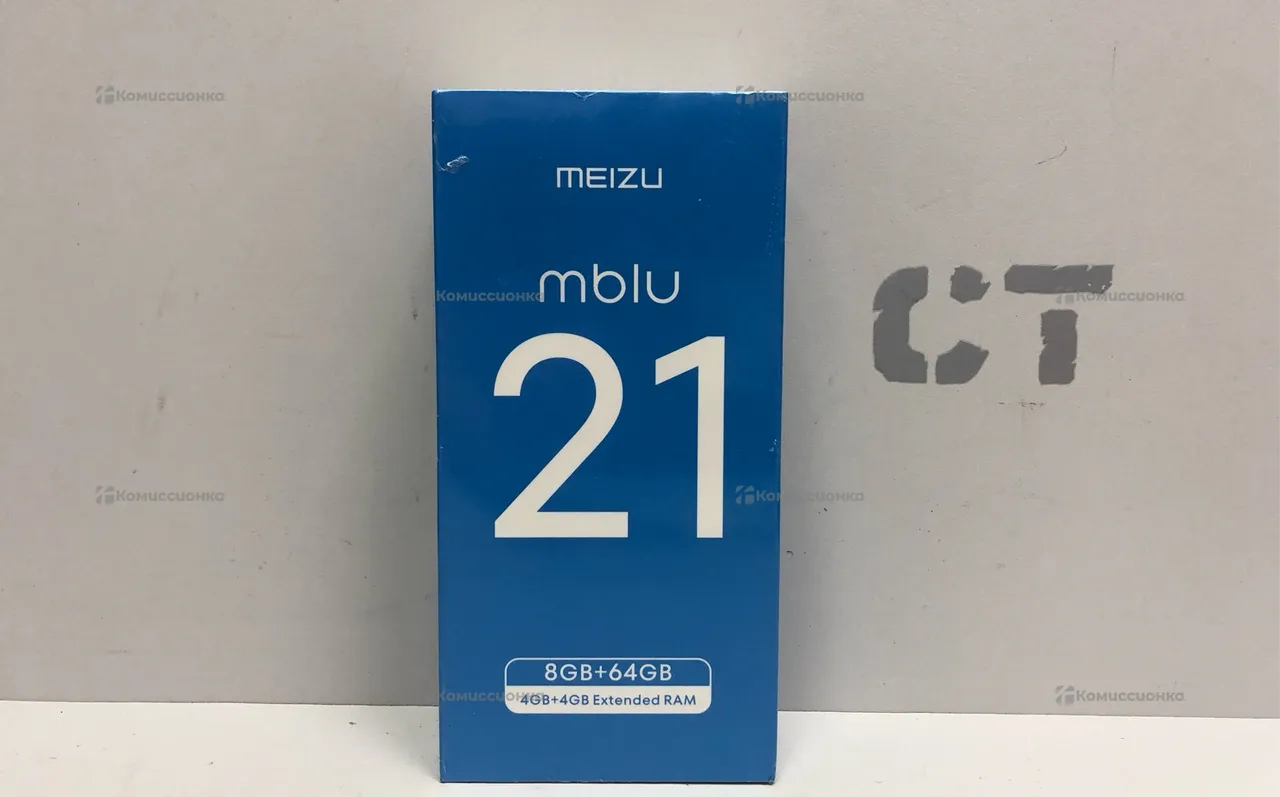 MEIZU
mblu
21
8GB+64GB
4GB+4GB Extended RAM
CT
Комиссионка
Комиссионка
Комиссионка
Комиссионка
Комиссионка
Комиссионка
Комиссионка
Комиссионка